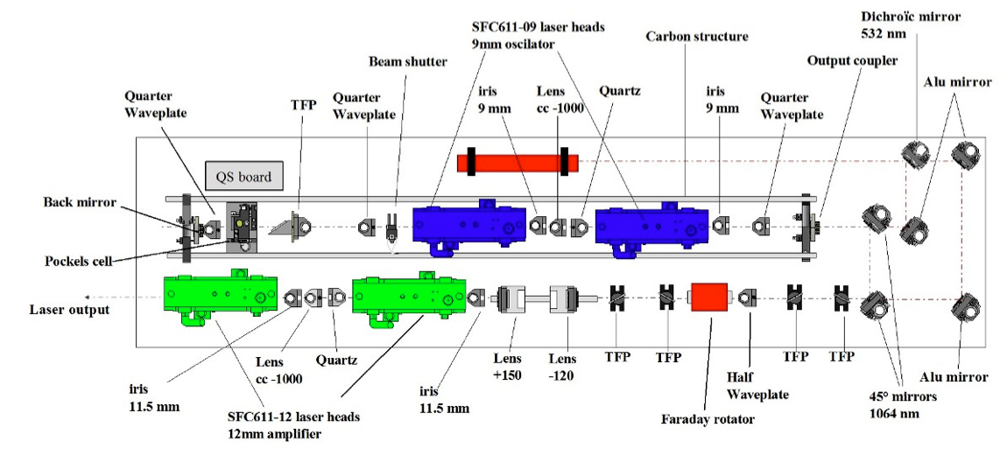 Dichroïc mirror
532 nm
SFC611-09 laser heads
9mm oscilator
Carbon structure
Output coupler
Beam shutter
Alu mirror
Quarter
Waveplate
TFP
Quarter
Waveplate
iris
9 mm
Lens
cc -1000
Quartz
iris
9 mm
Quarter
Waveplate
QS board
Back mirror
Pockels cell
Laser output
Lens
cc -1000
Quartz
Lens
+150
Lens
-120
TFP
TFP
TFP
TFP
Half
Waveplate
Alu mirror
iris
11.5 mm
iris
11.5 mm
45° mirrors
1064 nm
SFC611-12 laser heads
12mm amplifier
Faraday rotator